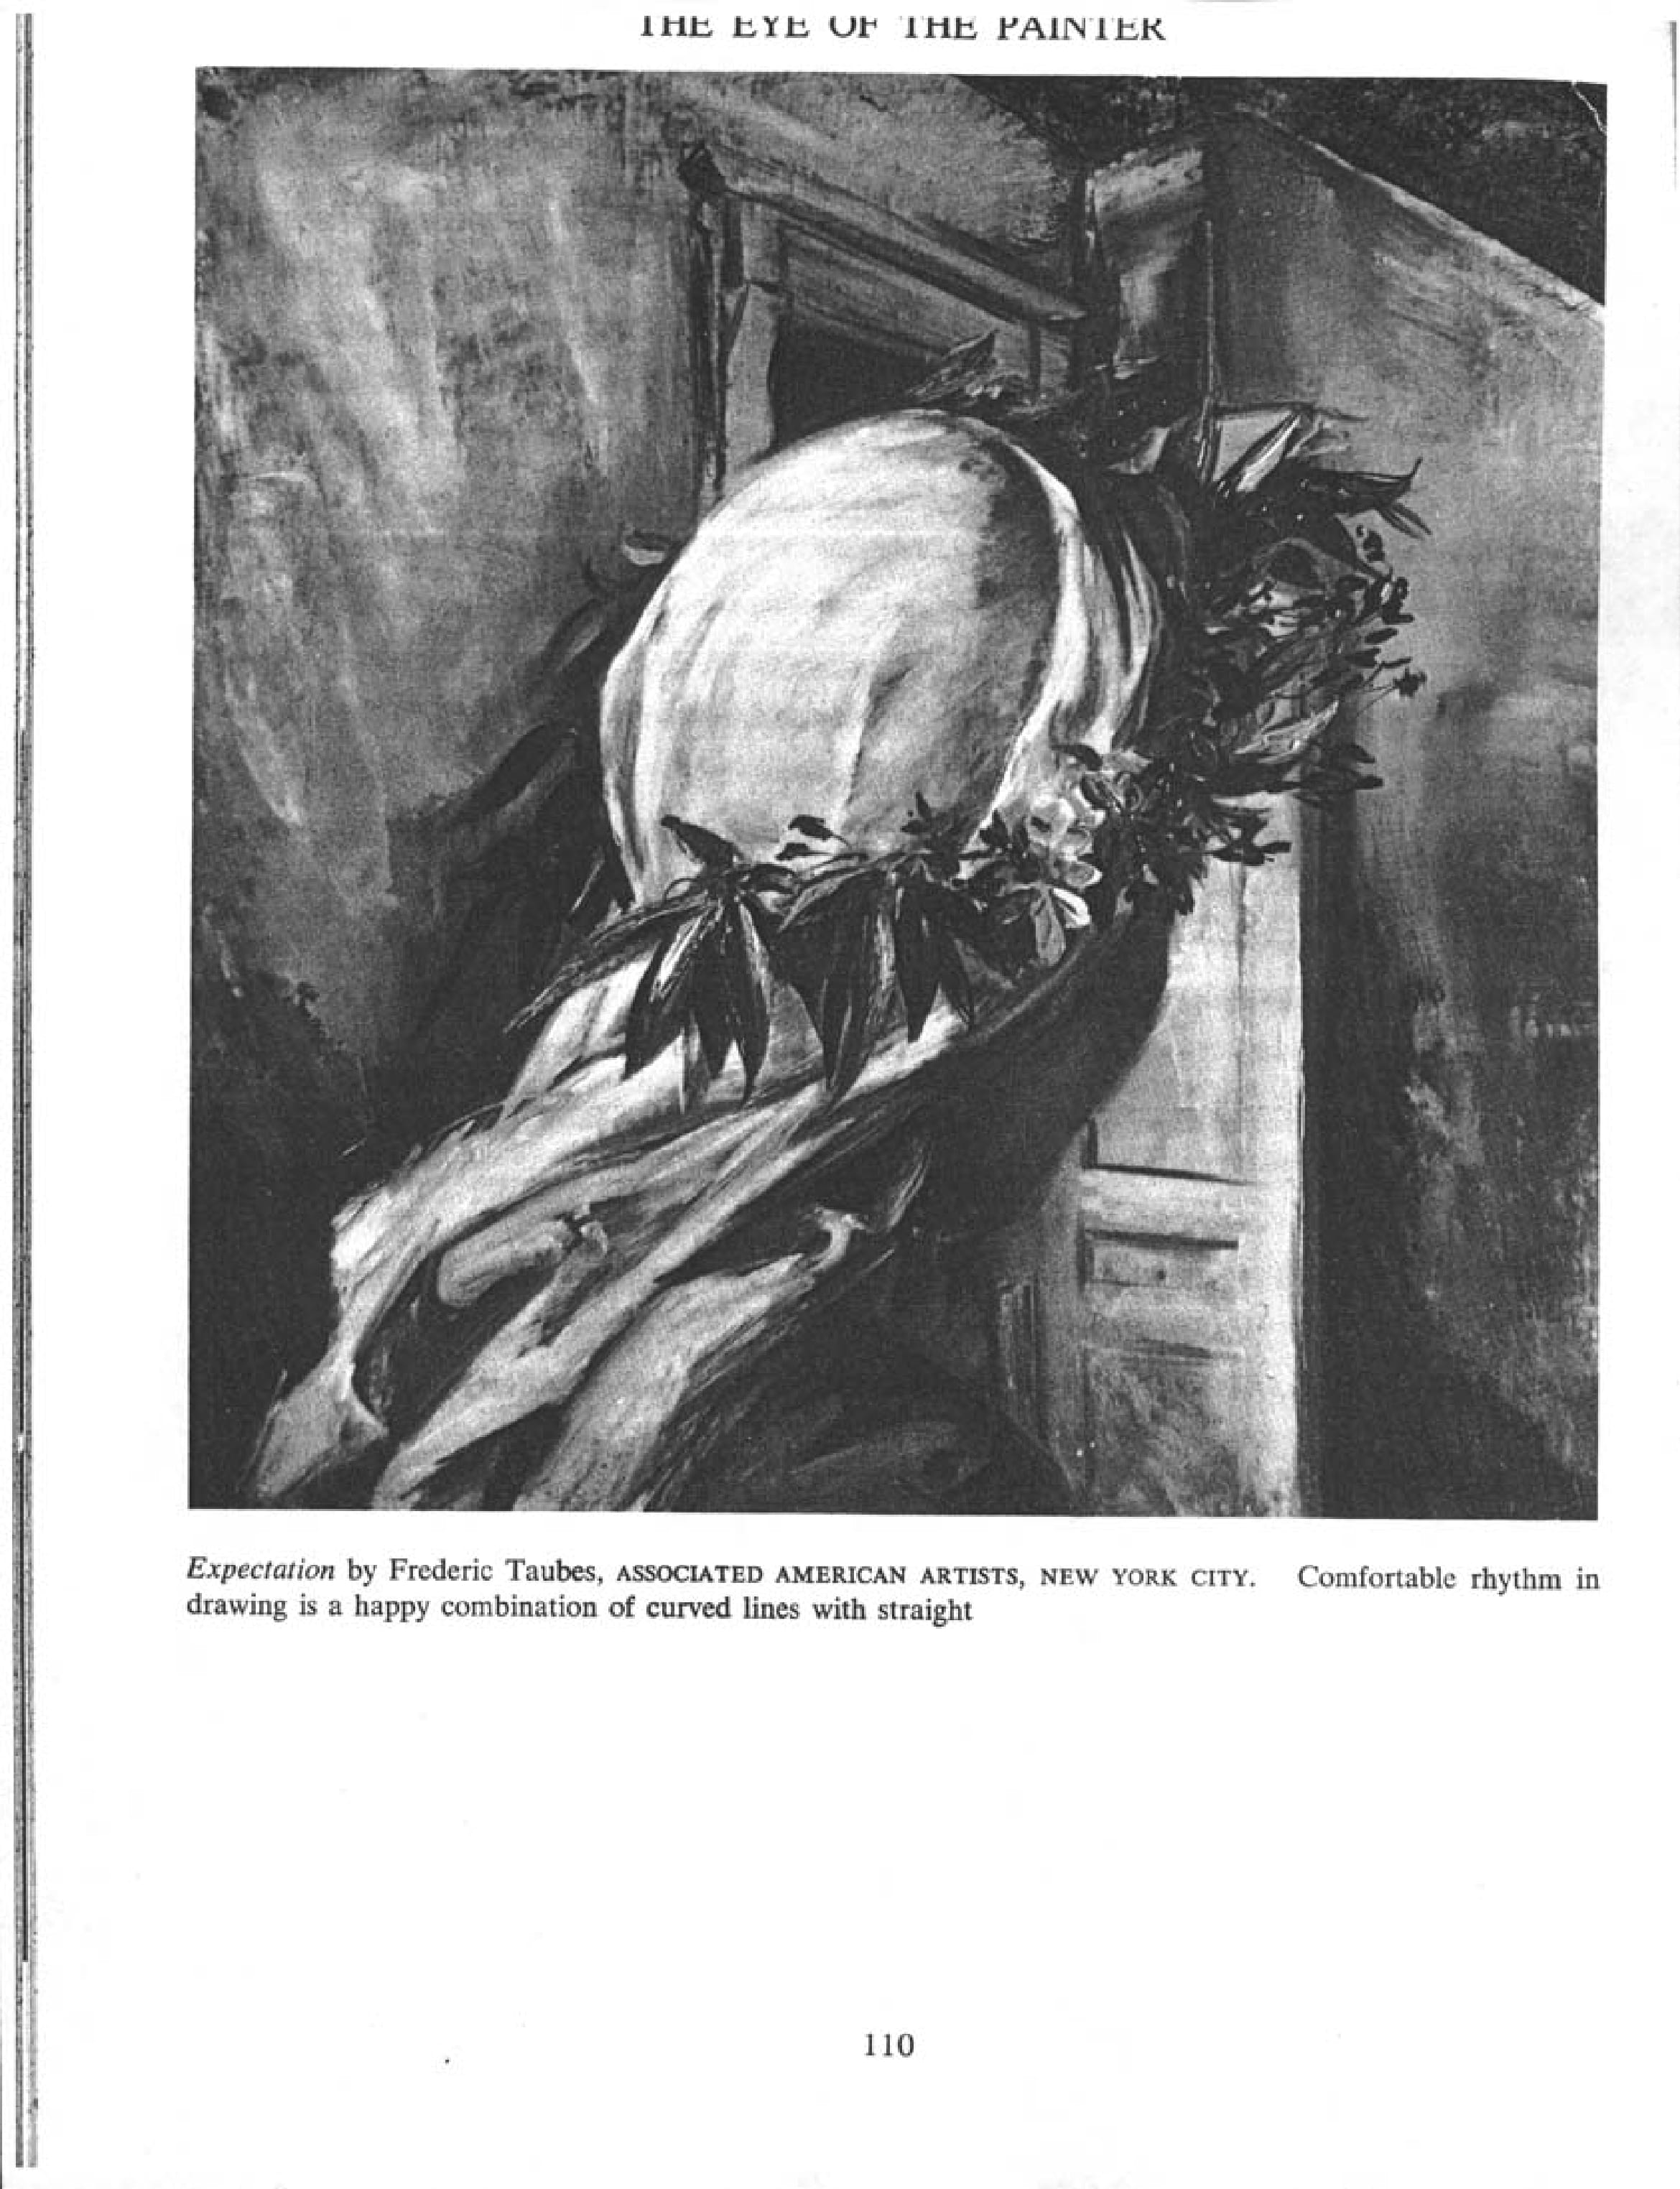 THE EYE OF THE PAINTER
Expectation by Frederic Taubes, ASSOCIATED AMERICAN ARTISTS, NEW YORK CITY. Comfortable rhythm in
drawing is a happy combination of curved lines with straight
110